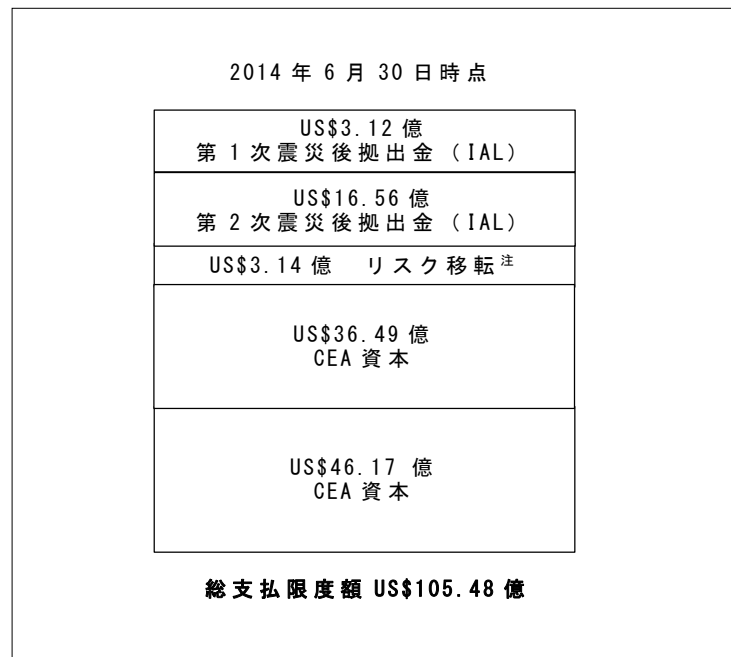 2014 年 6 月 30 日時点
US$3.12 億
第 1 次震災後拠出金 (IAL)
US$16.56 億
第 2 次震災後拠出金 (IAL)
US$3.14 億 リスク移転注
US$36.49 億
CEA 資本
US$46.17 億
CEA 資本
総支払限度額 US$105.48 億